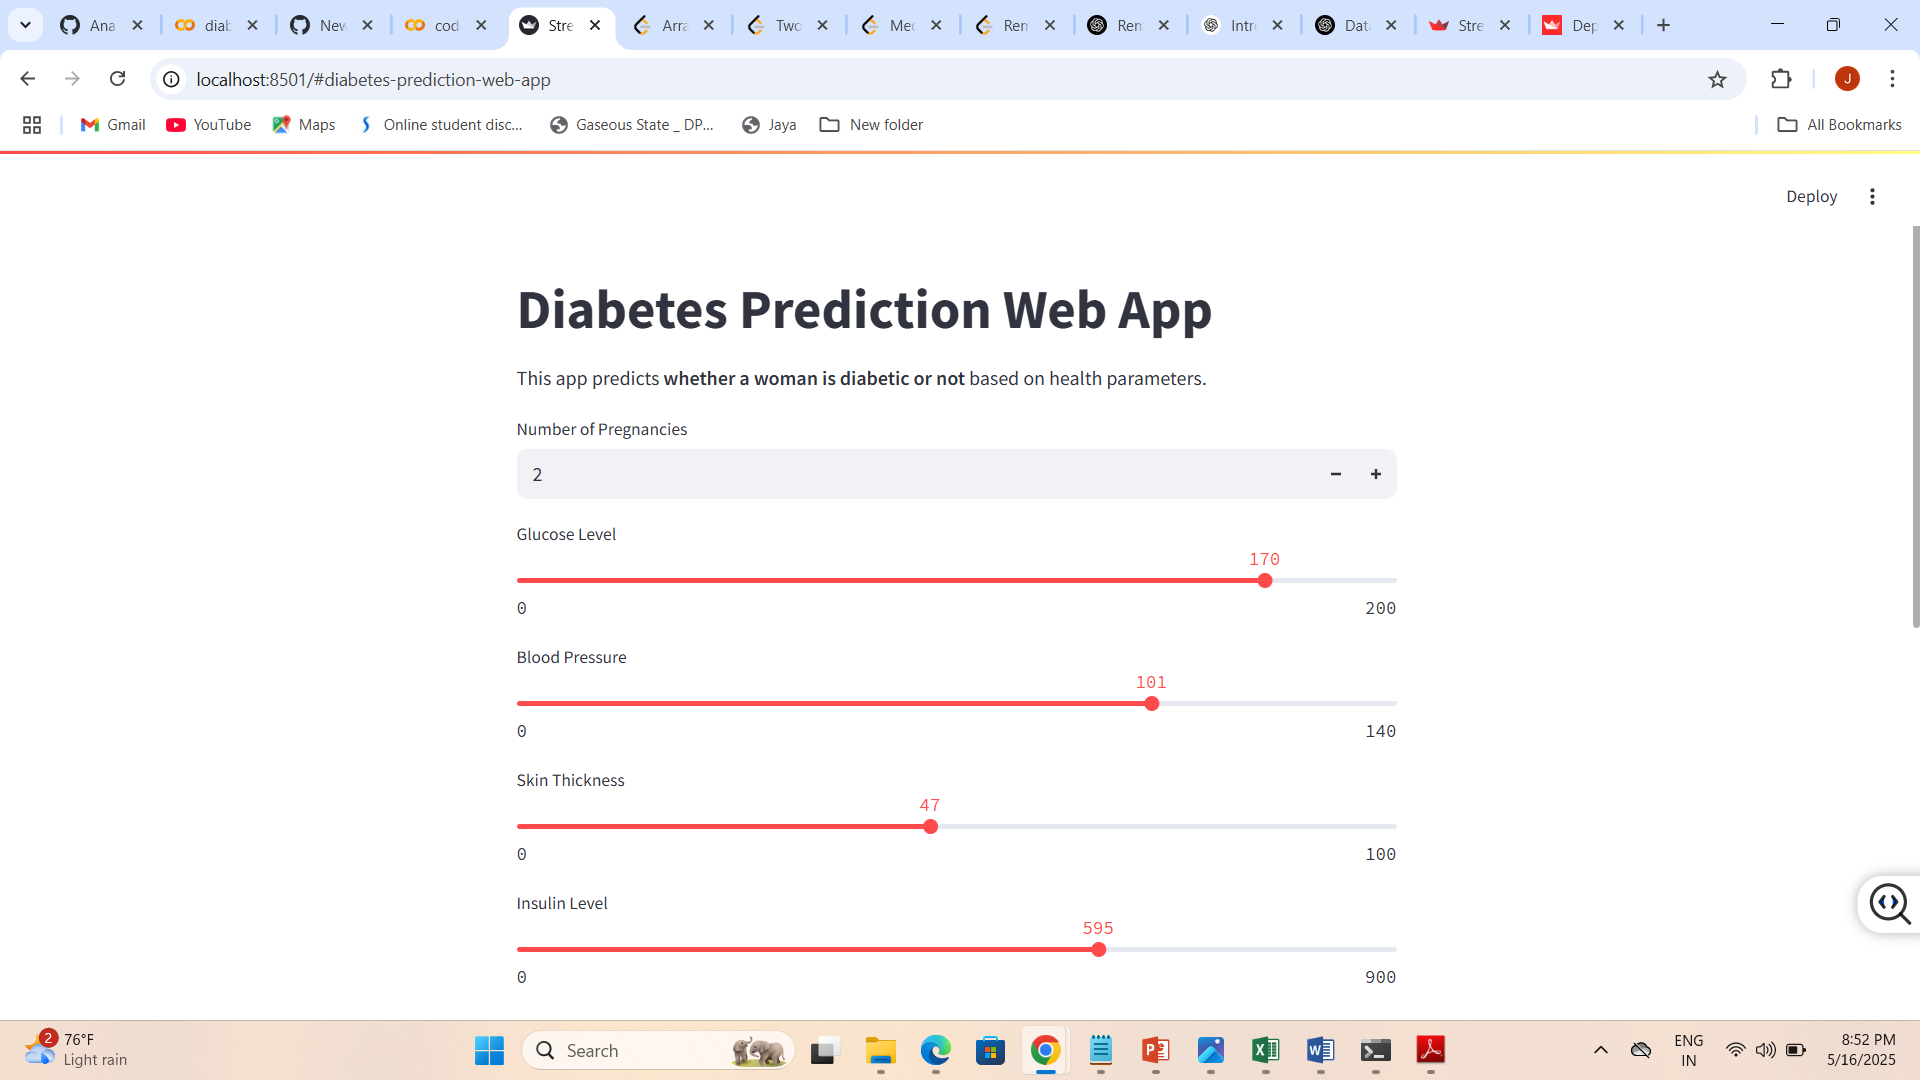 Ana
diab
New
cod
Stre
Arra
Two
Med
Rem
Rem
Intr
Data
Stre
Dep
localhost:8501/#diabetes-prediction-web-app
J
Gmail
YouTube
Maps
Online student disc...
Gaseous State _ DP...
Jaya
New folder
All Bookmarks
Deploy
Diabetes Prediction Web App
This app predicts whether a woman is diabetic or not based on health parameters.
Number of Pregnancies
2
Glucose Level
170
0 200
Blood Pressure
101
0 140
Skin Thickness
47
0 100
Insulin Level
595
0 900
2
76°F
Light rain
Search
ENG
IN
8:52 PM
5/16/2025